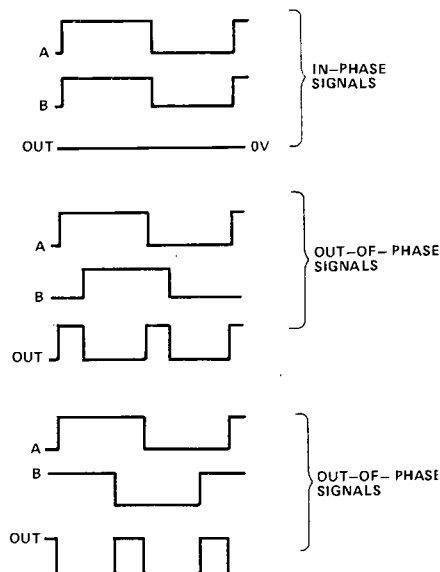 A
B
IN-PHASE
SIGNALS
OUT
0V
A
OUT-OF-PHASE
SIGNALS
B
OUT
A
B
OUT-OF-PHASE
SIGNALS
OUT